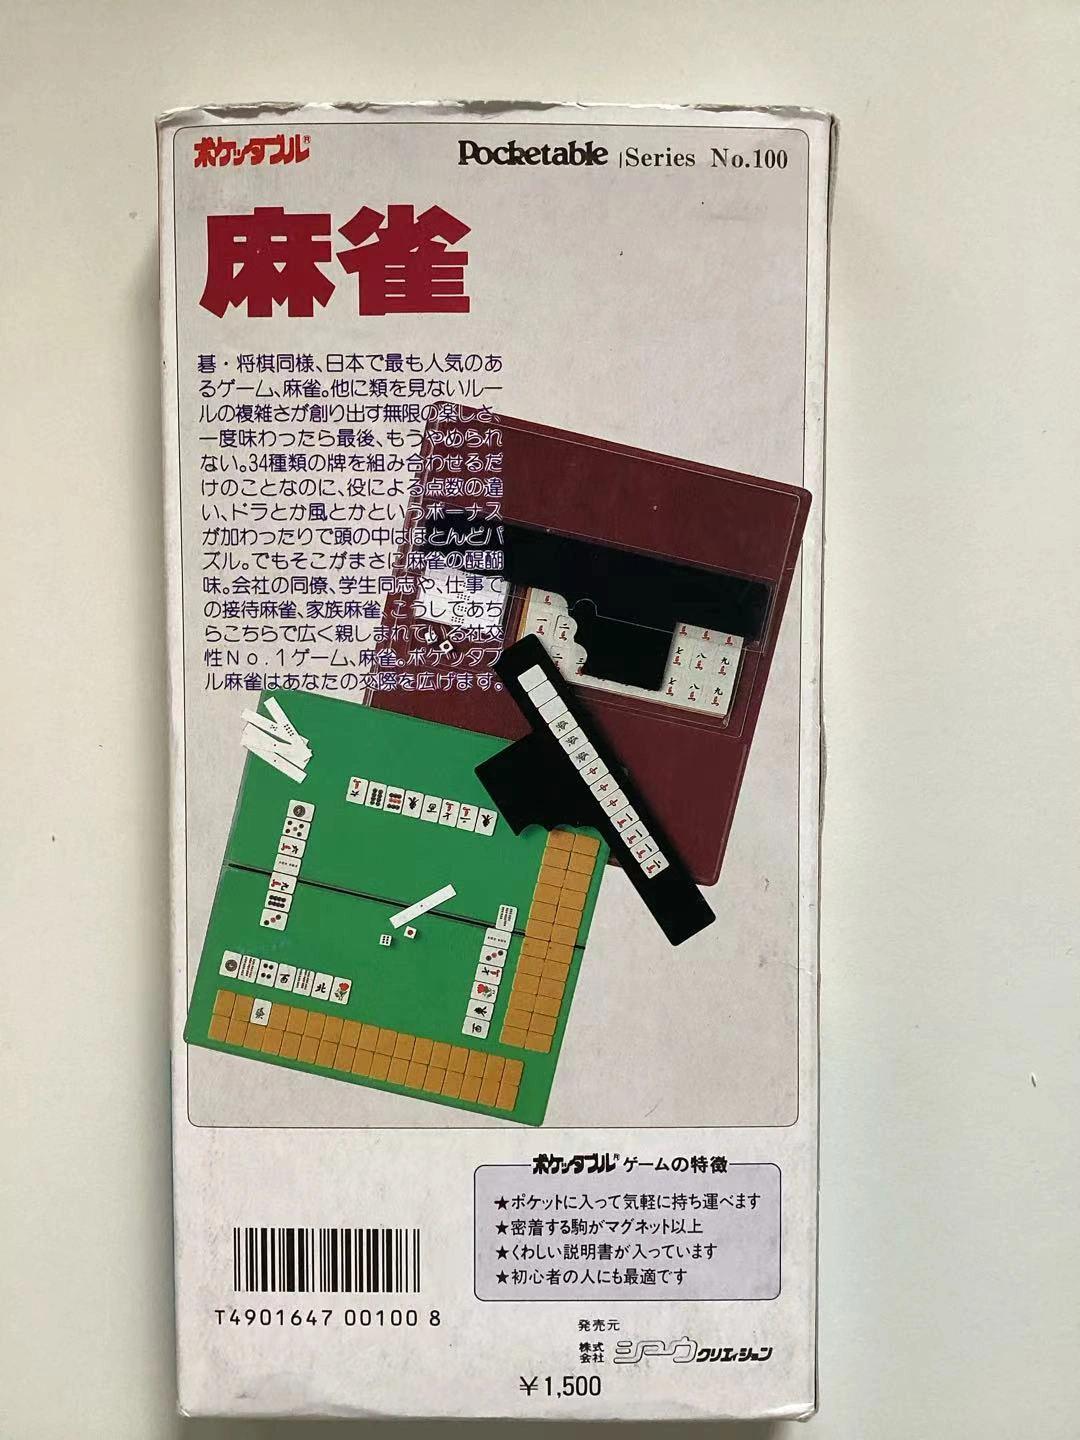 ポケッタブル®
Pocketable Series No.100
麻雀
碁・将棋同様、日本で最も人気のあ
るゲーム、麻雀。他に類を見ないルー
ルの複雑さが創り出す無限の楽しさ、
一度味わったら最後、もうやめられ
ない。34種類の牌を組み合わせるだ
けのことなのに、役による点数の違
い、ドラとか風とかというボーナス
が加わったりで頭の中はほとんどパ
ズル。でもそこがまさに麻雀の醍醐
味。会社の同僚、学生同志や、仕事で
の接待麻雀、家族麻雀、こうしてあち
らこちらで広く親しまれている社交
性No.1ゲーム、麻雀。ポケッタブ
ル麻雀はあなたの交際を広げます。
ポケッタブル®ゲームの特徴
★ポケットに入って気軽に持ち運べます
★密着する駒がマグネット以上
★くわしい説明書が入っています
★初心者の人にも最適です
T4901647 00100 8
発売元
株式会社 シーウクリエィション
¥1,500